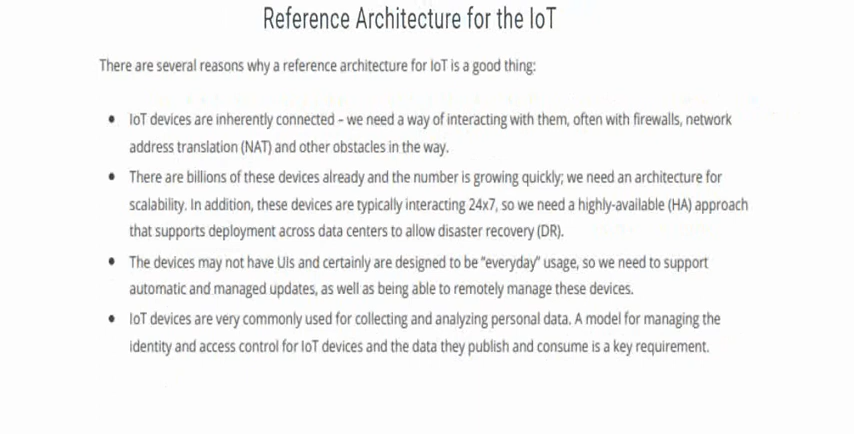 Reference Architecture for the IoT
There are several reasons why a reference architecture for IoT is a good thing:
• IoT devices are inherently connected – we need a way of interacting with them, often with firewalls, network
address translation (NAT) and other obstacles in the way.
• There are billions of these devices already and the number is growing quickly; we need an architecture for
scalability. In addition, these devices are typically interacting 24x7, so we need a highly-available (HA) approach
that supports deployment across data centers to allow disaster recovery (DR).
• The devices may not have UIs and certainly are designed to be “everyday” usage, so we need to support
automatic and managed updates, as well as being able to remotely manage these devices.
• IoT devices are very commonly used for collecting and analyzing personal data. A model for managing the
identity and access control for IoT devices and the data they publish and consume is a key requirement.